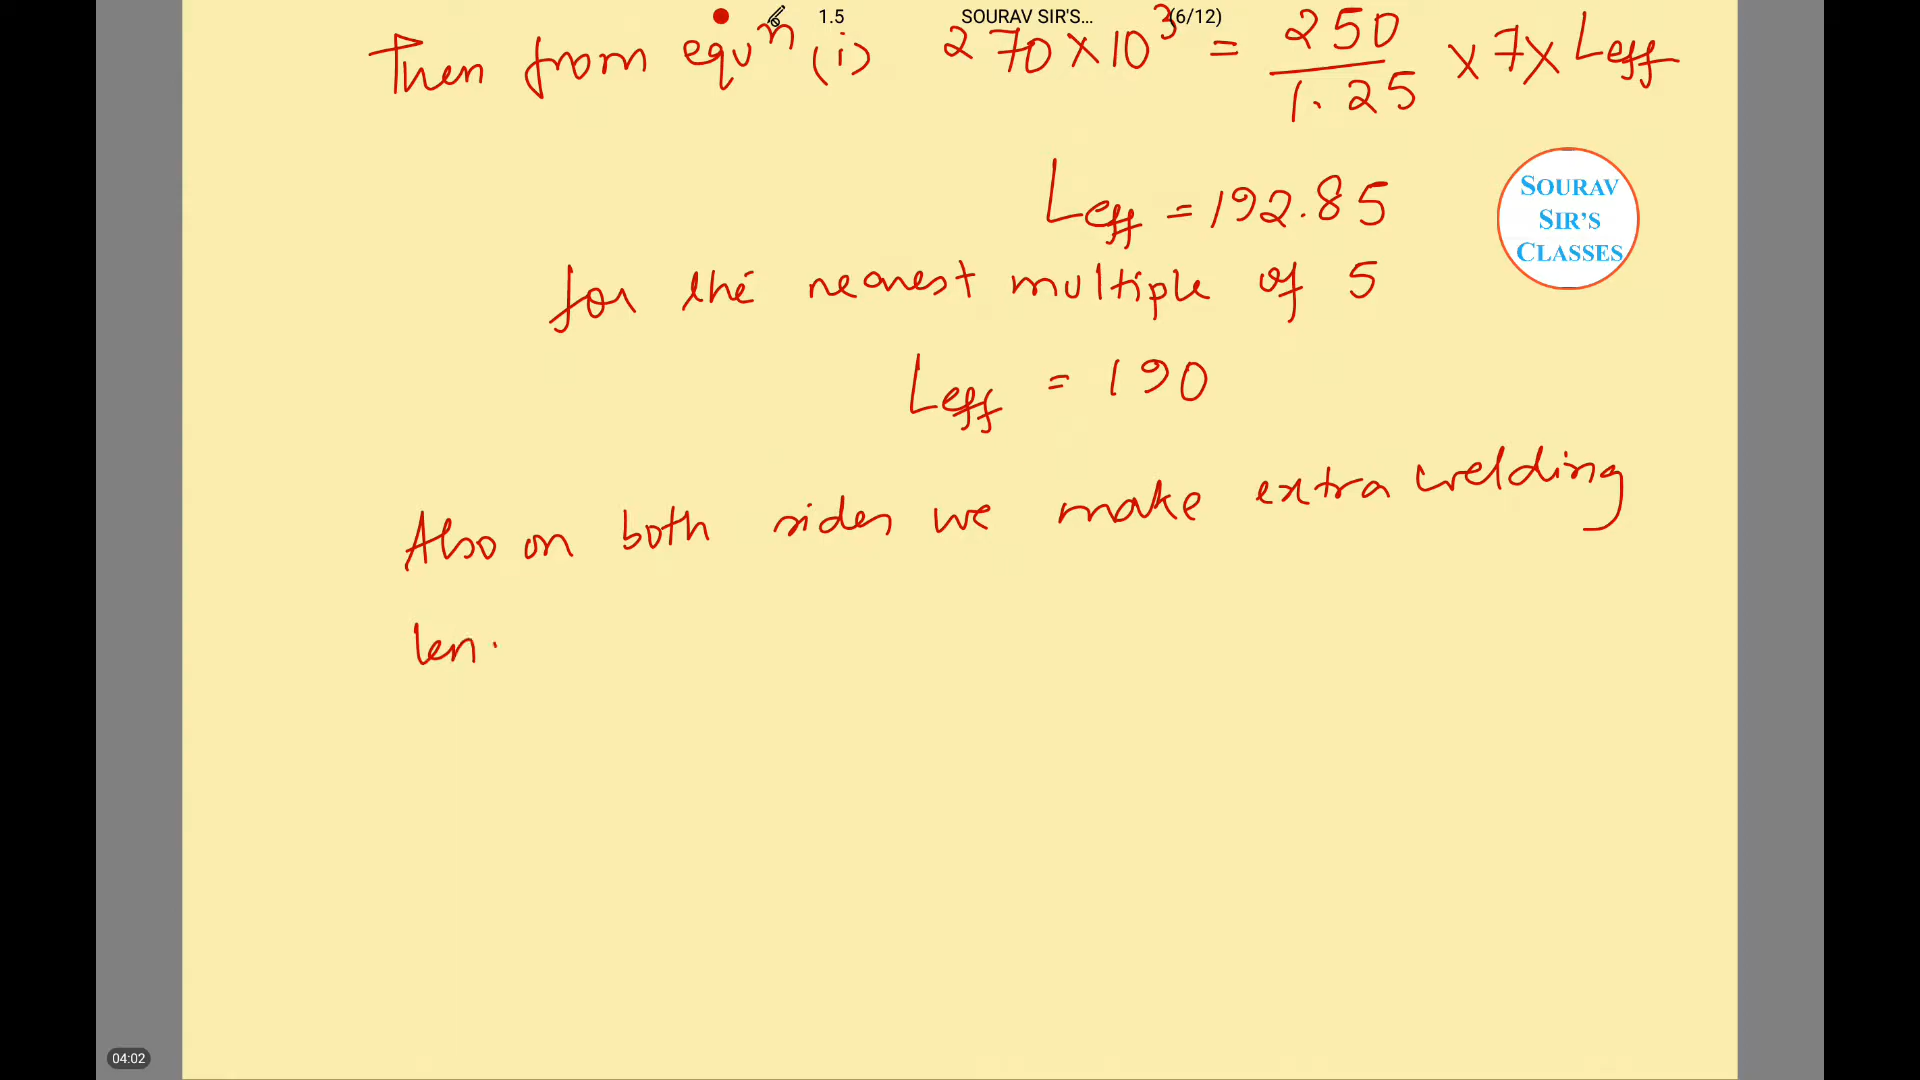 1.5 SOURAV SIR'S... (6/12)
Then from equⁿ (i) 270×10³ = 250/1.25 × 7 × Leff
SOURAV
SIR'S
CLASSES
Leff = 192.85
for the nearest multiple of 5
Leff = 190
Also on both sides we make extra welding
len.
04:02